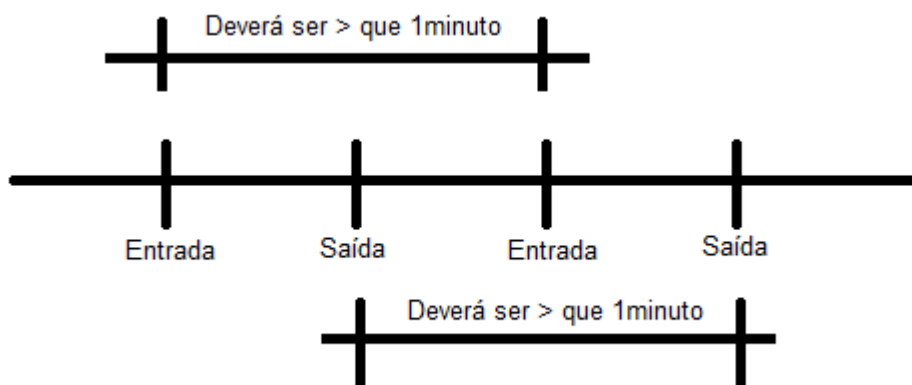 Deverá ser > que 1minuto
Entrada
Saída
Entrada
Saída
Deverá ser > que 1minuto